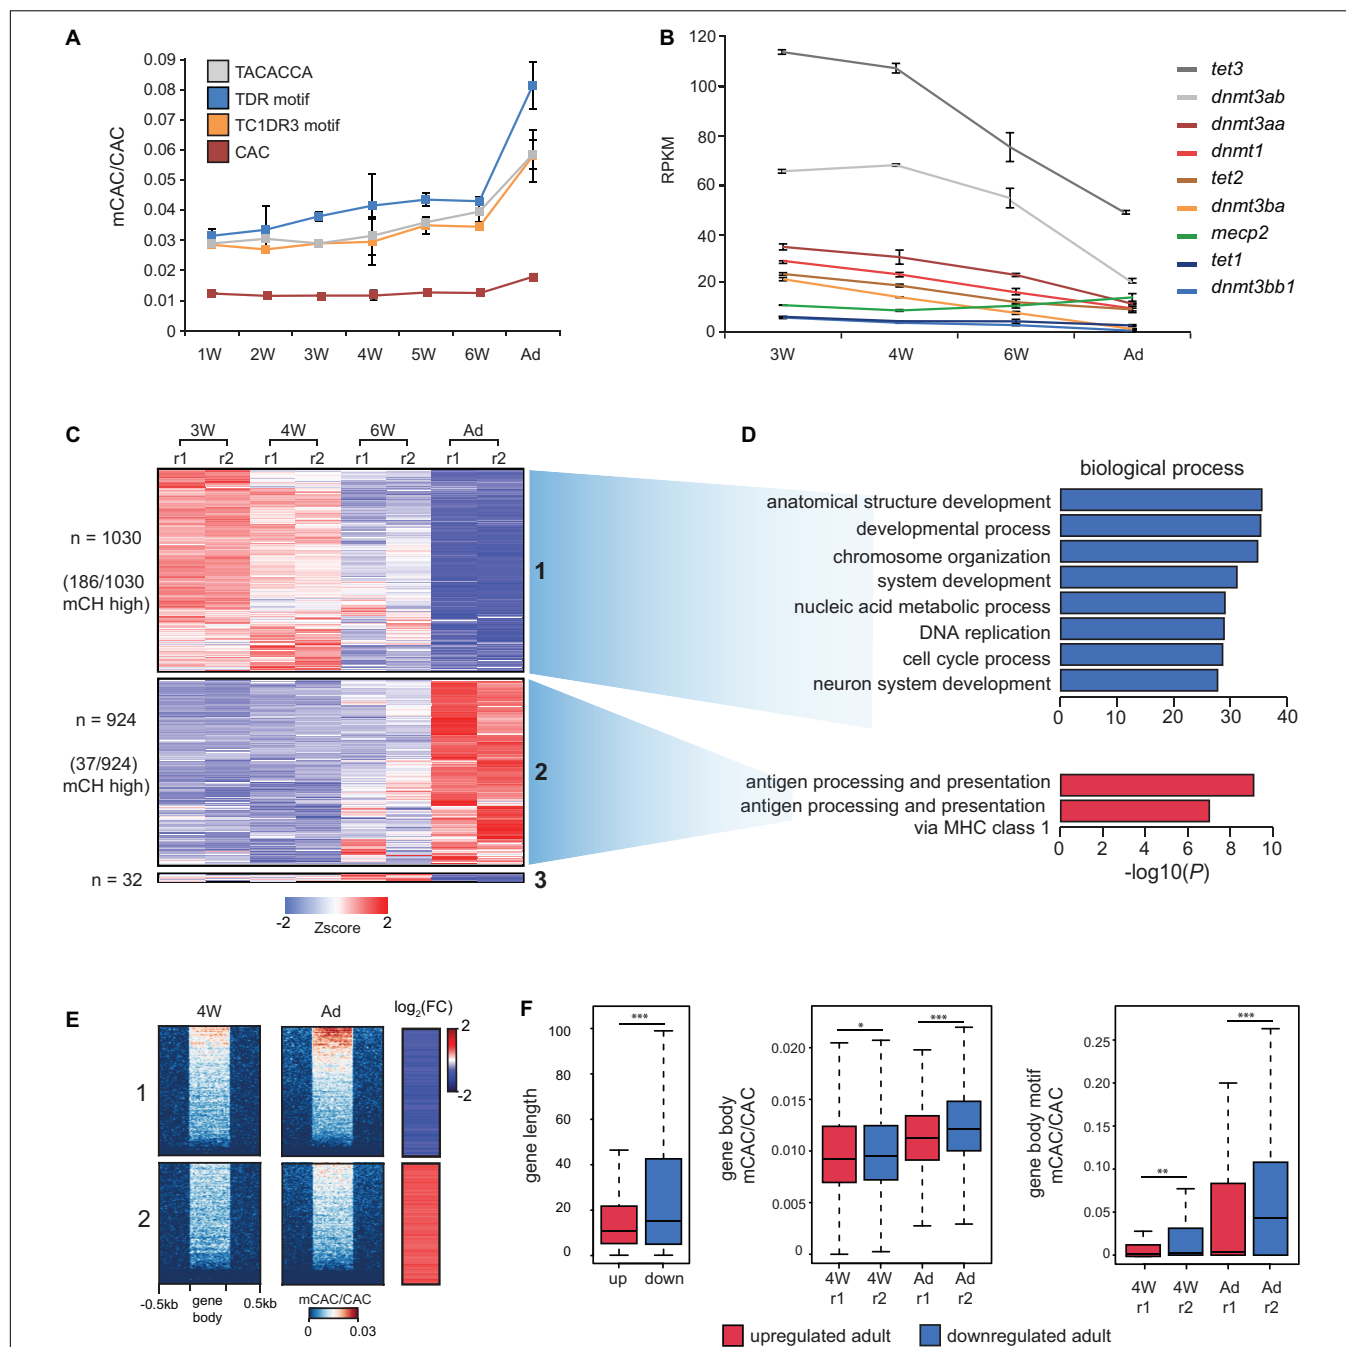 A
0.09
0.08
0.07
0.06
0.05
0.04
0.03
0.02
0.01
0
mCAC/CAC
TACACCA
TDR motif
TC1DR3 motif
CAC
1W 2W 3W 4W 5W 6W Ad
B
120
100
80
60
40
20
0
RPKM
3W 4W 6W Ad
tet3
dnmt3ab
dnmt3aa
dnmt1
tet2
dnmt3ba
mecp2
tet1
dnmt3bb1
C
3W 4W 6W Ad
r1 r2 r1 r2 r1 r2 r1 r2
n = 1030
(186/1030
mCH high)
1
n = 924
(37/924)
mCH high)
2
n = 32
3
-2 2
Zscore
D
biological process
anatomical structure development
developmental process
chromosome organization
system development
nucleic acid metabolic process
DNA replication
cell cycle process
neuron system development
0 10 20 30 40
antigen processing and presentation
antigen processing and presentation
via MHC class 1
0 2 4 6 8 10
-log10(P)
E
4W Ad
log2(FC)
2
-2
1
2
-0.5kb gene body 0.5kb
mCAC/CAC
0 0.03
F
gene length
100
80
60
40
20
0
***
up down
gene body
mCAC/CAC
0.020
0.015
0.010
0.005
0
* ***
4W 4W Ad Ad
r1 r2 r1 r2
gene body motif
mCAC/CAC
0.25
0.20
0.15
0.10
0.05
0
** ***
4W 4W Ad Ad
r1 r2 r1 r2
upregulated adult
downregulated adult